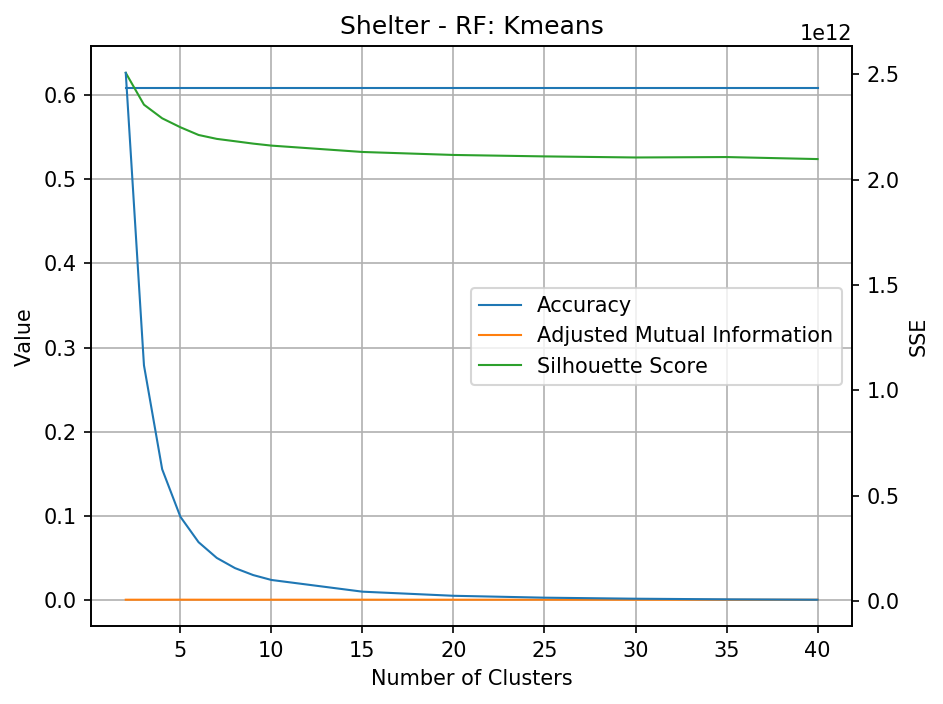 Shelter - RF: Kmeans
1e12
Value
0.6
0.5
0.4
0.3
0.2
0.1
0.0
2.5
2.0
1.5
1.0
0.5
0.0
SSE
Accuracy
Adjusted Mutual Information
Silhouette Score
5 10 15 20 25 30 35 40
Number of Clusters